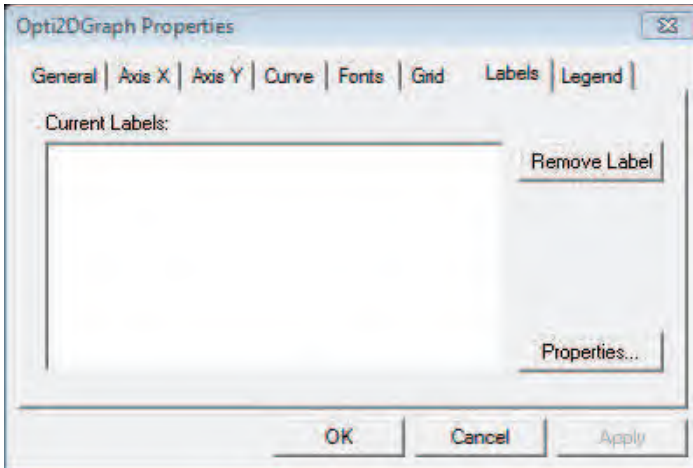 Opti2DGraph Properties
General Axis X Axis Y Curve Fonts Grid Labels Legend
Current Labels:
Remove Label
Properties...
OK Cancel Apply